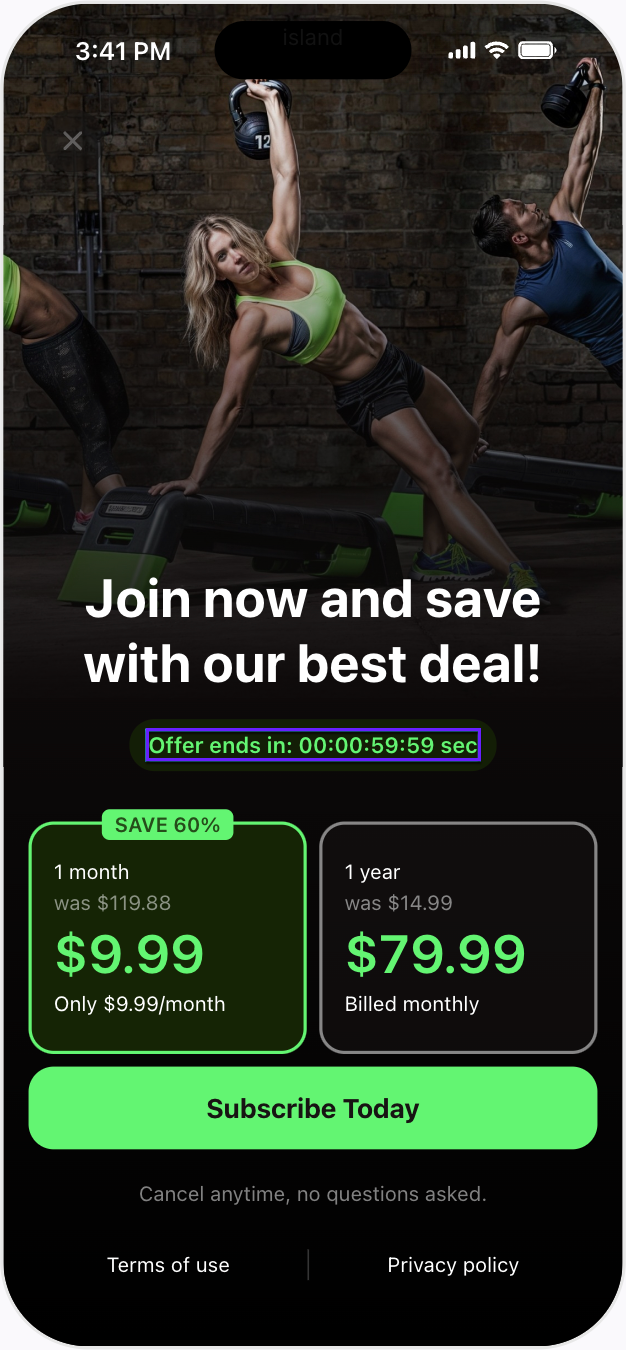 island
3:41 PM
12
Join now and save
with our best deal!
Offer ends in: 00:00:59:59 sec
SAVE 60%
1 month
was $119.88
$9.99
Only $9.99/month
1 year
was $14.99
$79.99
Billed monthly
Subscribe Today
Cancel anytime, no questions asked.
Terms of use
Privacy policy